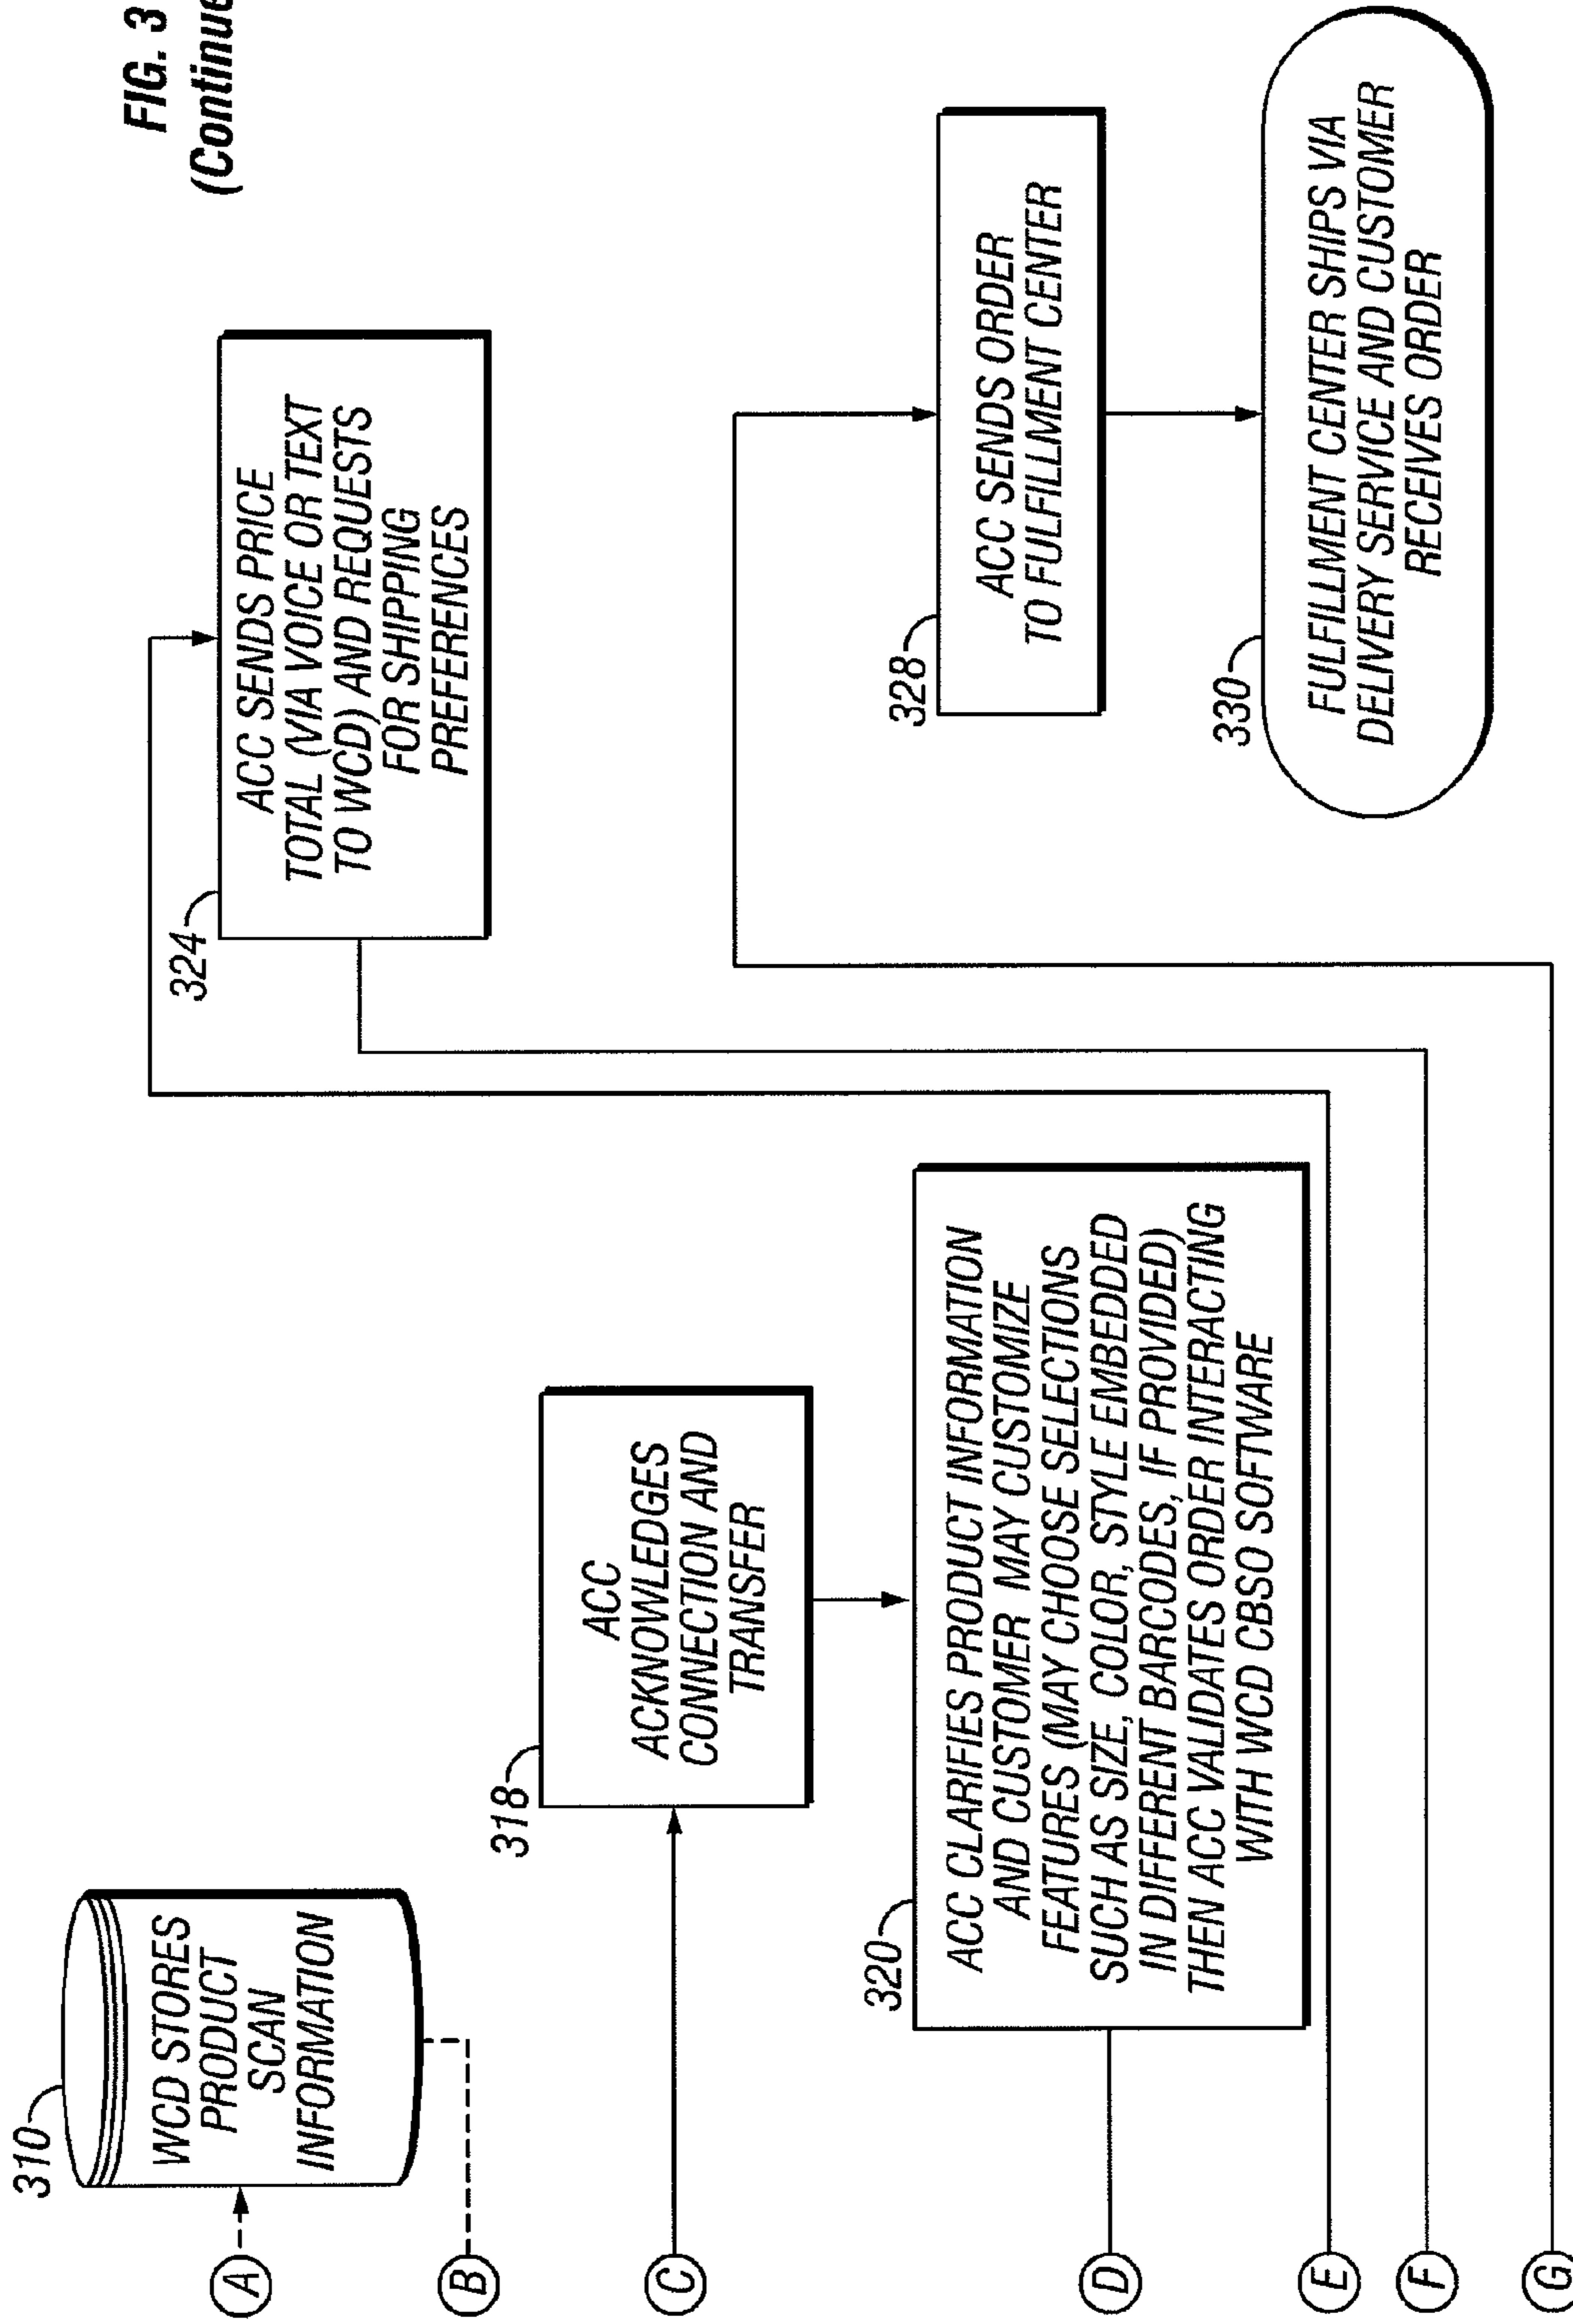 FIG. 3
(Continue
310
WCD STORES
PRODUCT
SCAN
INFORMATION
A
B
324
ACC SENDS PRICE
TOTAL (VIA VOICE OR TEXT
TO WCD) AND REQUESTS
FOR SHIPPING
PREFERENCES
318
ACC
ACKNOWLEDGES
CONNECTION AND
TRANSFER
C
320
ACC CLARIFIES PRODUCT INFORMATION
AND CUSTOMER MAY CUSTOMIZE
FEATURES (MAY CHOOSE SELECTIONS
SUCH AS SIZE, COLOR, STYLE EMBEDDED
IN DIFFERENT BARCODES, IF PROVIDED)
THEN ACC VALIDATES ORDER INTERACTING
WITH WCD CBSO SOFTWARE
D
328
ACC SENDS ORDER
TO FULFILLMENT CENTER
330
FULFILLMENT CENTER SHIPS VIA
DELIVERY SERVICE AND CUSTOMER
RECEIVES ORDER
E
F
G